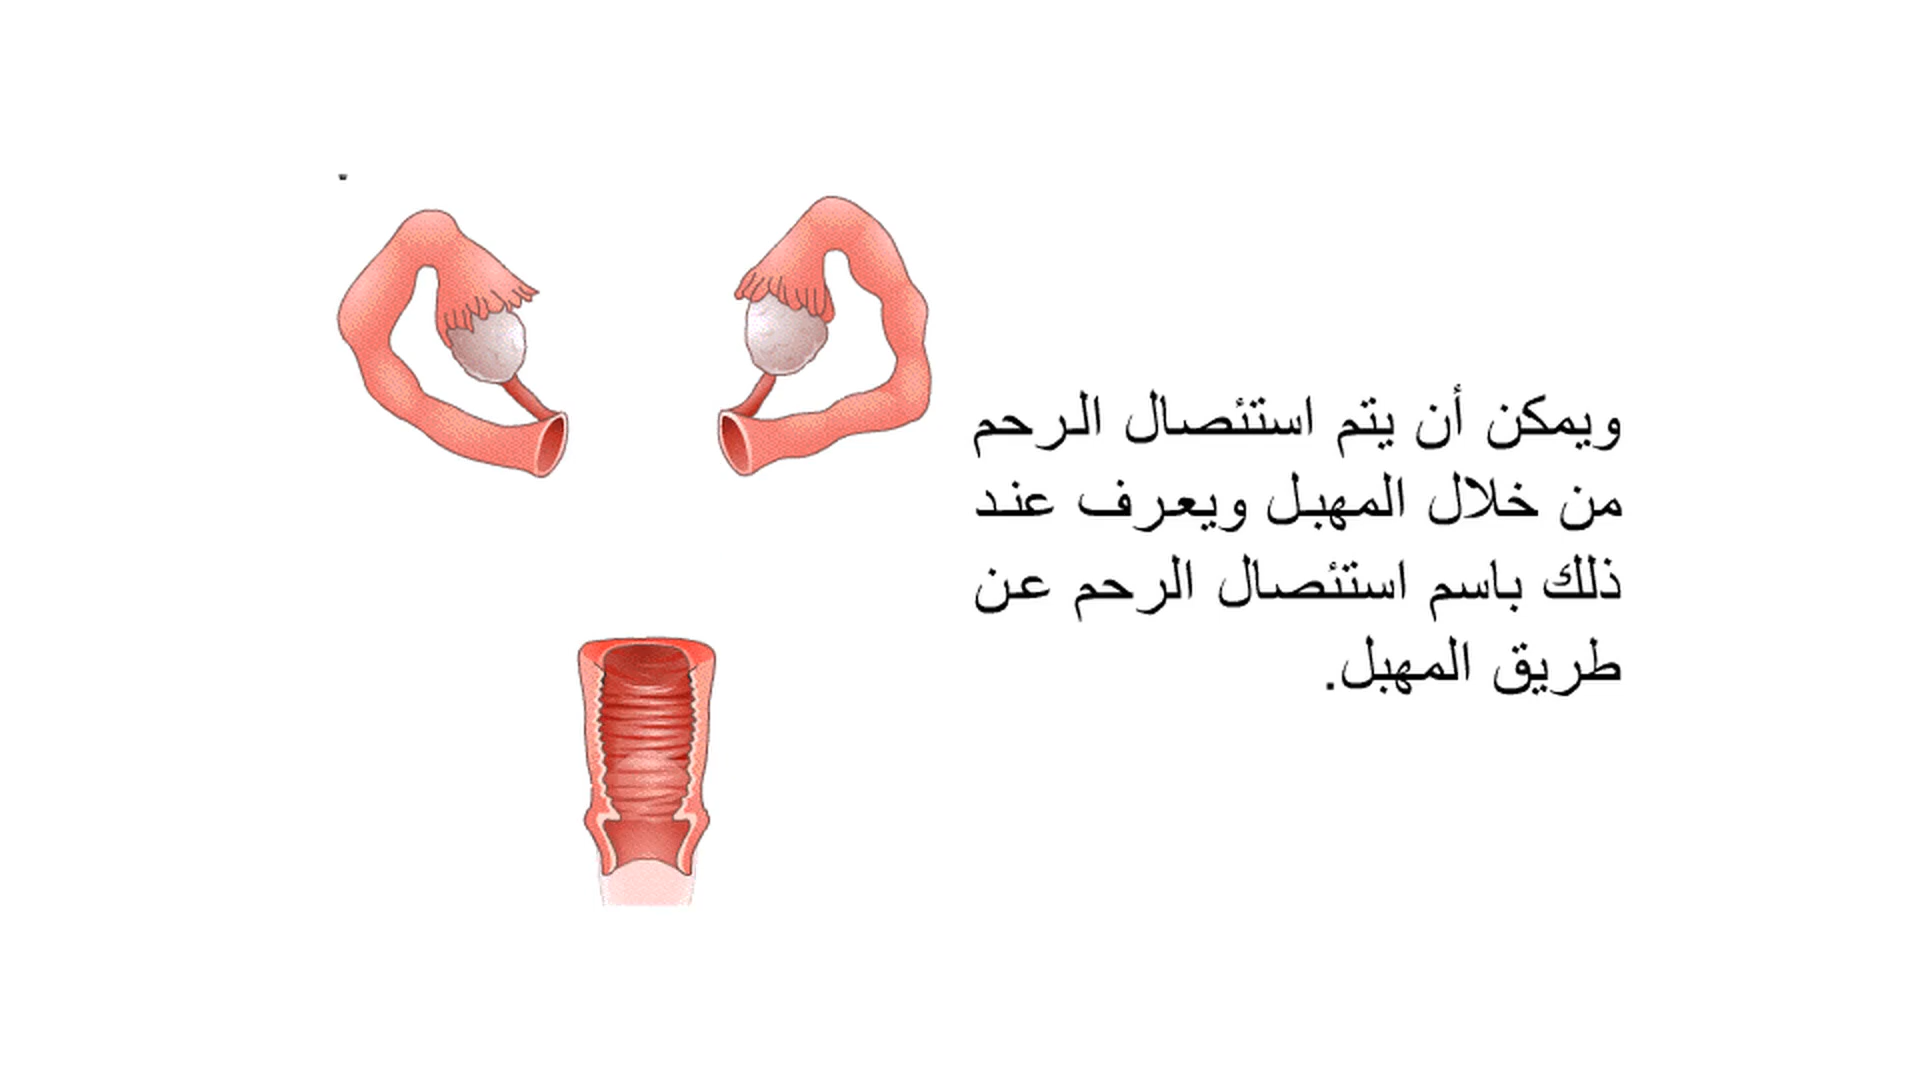 ويمكن أن يتم استئصال الرحم
من خلال المهبل ويعرف عند
ذلك باسم استئصال الرحم عن
طريق المهبل.